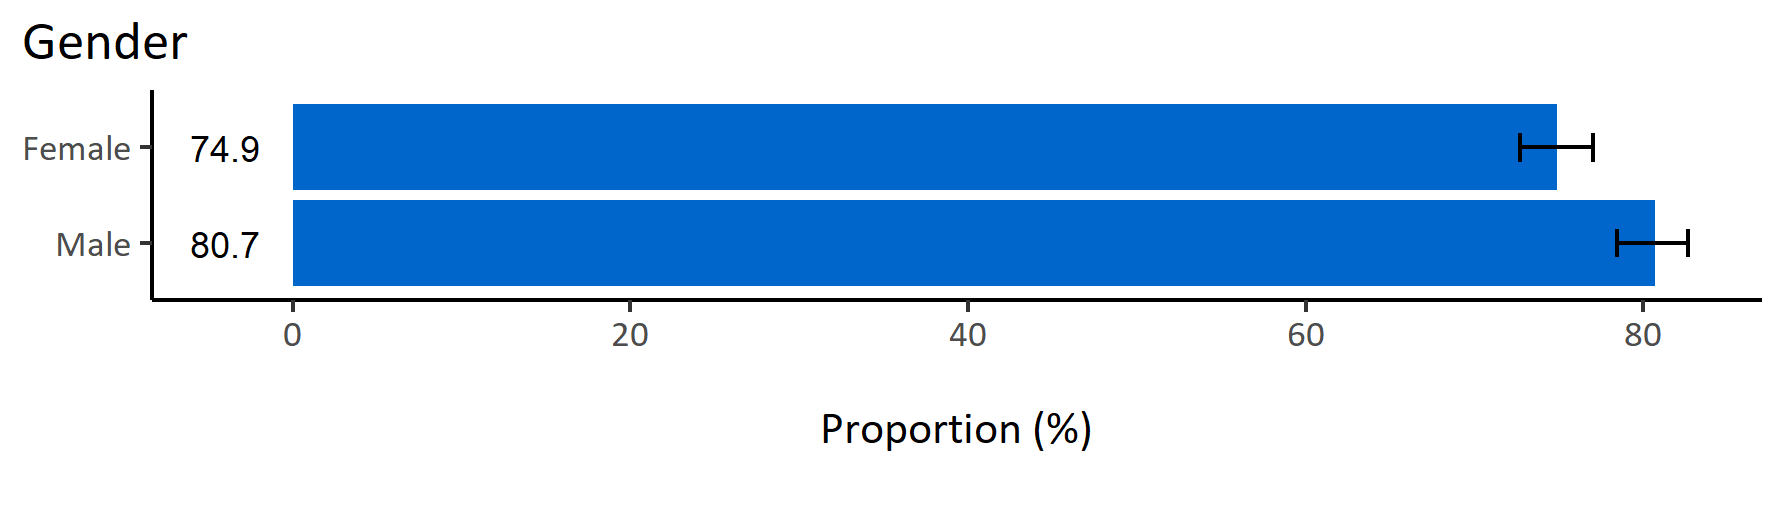 Gender
Female 74.9
Male 80.7
0 20 40 60 80
Proportion (%)